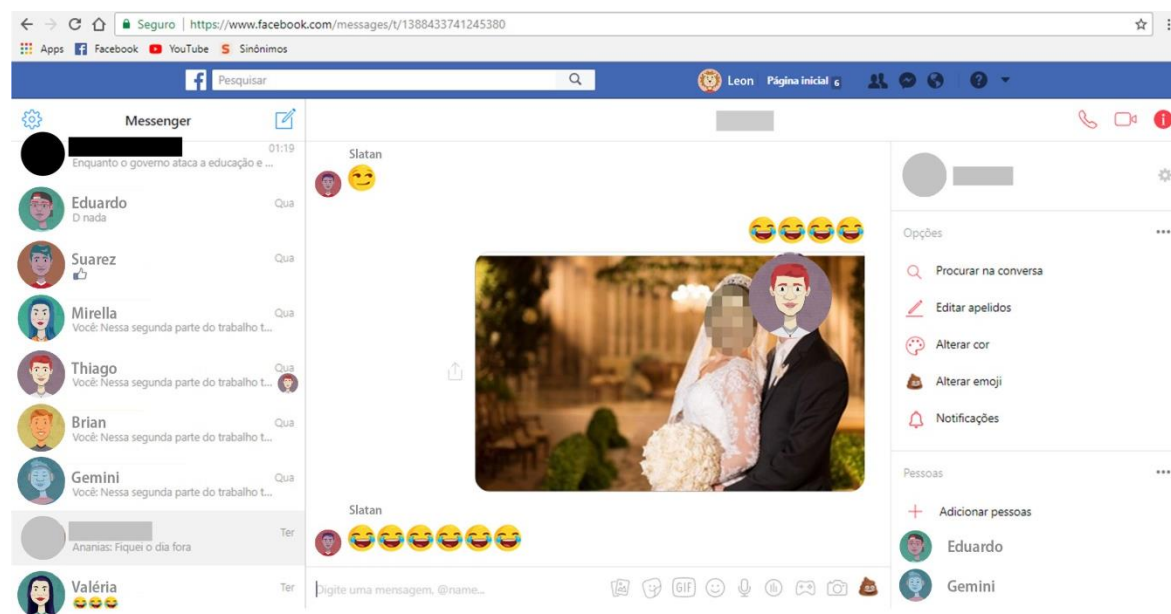 Seguro | https://www.facebook.com/messages/t/1388433741245380
Apps Facebook YouTube S Sinônimos
f Pesquisar Leon Página inicial 6
Messenger
01:19
Enquanto o governo ataca a educação e ...
Eduardo Qua
D nada
Suarez Qua
Mirella Qua
Você: Nessa segunda parte do trabalho t...
Thiago Qua
Você: Nessa segunda parte do trabalho t...
Brian Qua
Você: Nessa segunda parte do trabalho t...
Gemini Qua
Você: Nessa segunda parte do trabalho t...
Ter
Ananias: Fiquei o dia fora
Valéria Ter
😂😂😂
Slatan
😏
😂😂😂😂
Slatan
😂😂😂😂😂😂
Digite uma mensagem, @name...
GIF
Opções
Procurar na conversa
Editar apelidos
Alterar cor
Alterar emoji
Notificações
Pessoas
Adicionar pessoas
Eduardo
Gemini